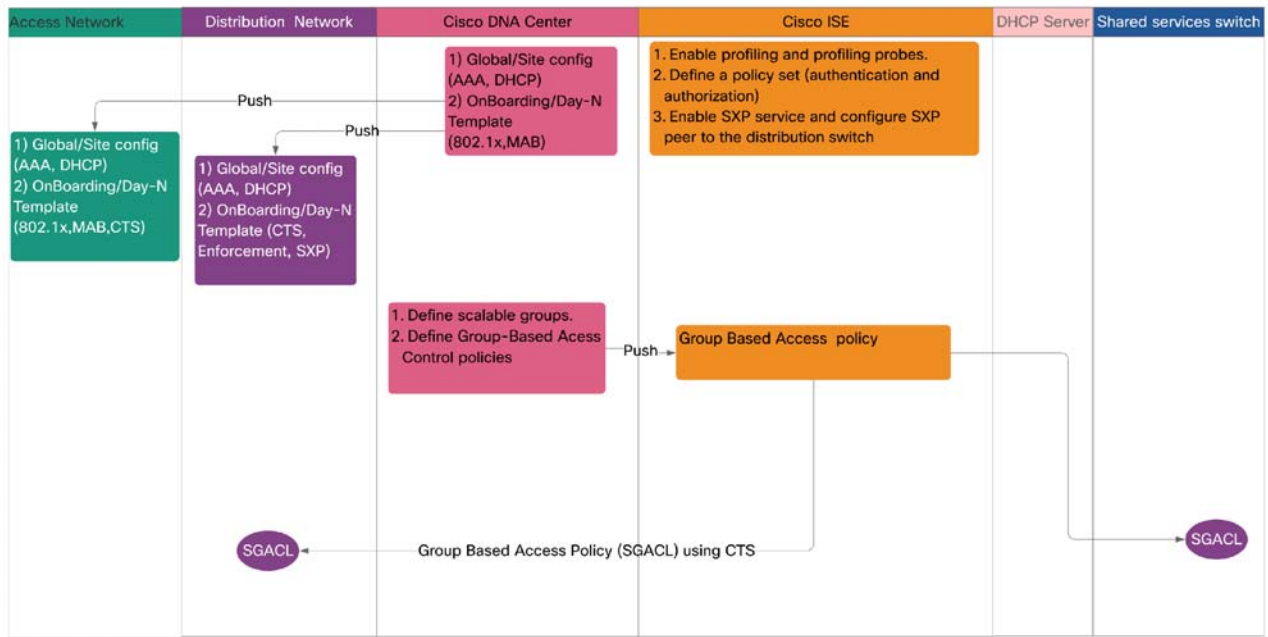 Access Network
Distribution Network
Cisco DNA Center
Cisco ISE
DHCP Server
Shared services switch
1) Global/Site config
(AAA, DHCP)
2) OnBoarding/Day-N
Template
(802.1x,MAB)
1. Enable profiling and profiling probes.
2. Define a policy set (authentication and
authorization)
3. Enable SXP service and configure SXP
peer to the distribution switch
Push
Push
1) Global/Site config
(AAA, DHCP)
2) OnBoarding/Day-N
Template
(802.1x,MAB,CTS)
1) Global/Site config
(AAA, DHCP)
2) OnBoarding/Day-N
Template (CTS,
Enforcement, SXP)
1. Define scalable groups.
2. Define Group-Based Acess
Control policies
Push
Group Based Access policy
SGACL
Group Based Access Policy (SGACL) using CTS
SGACL